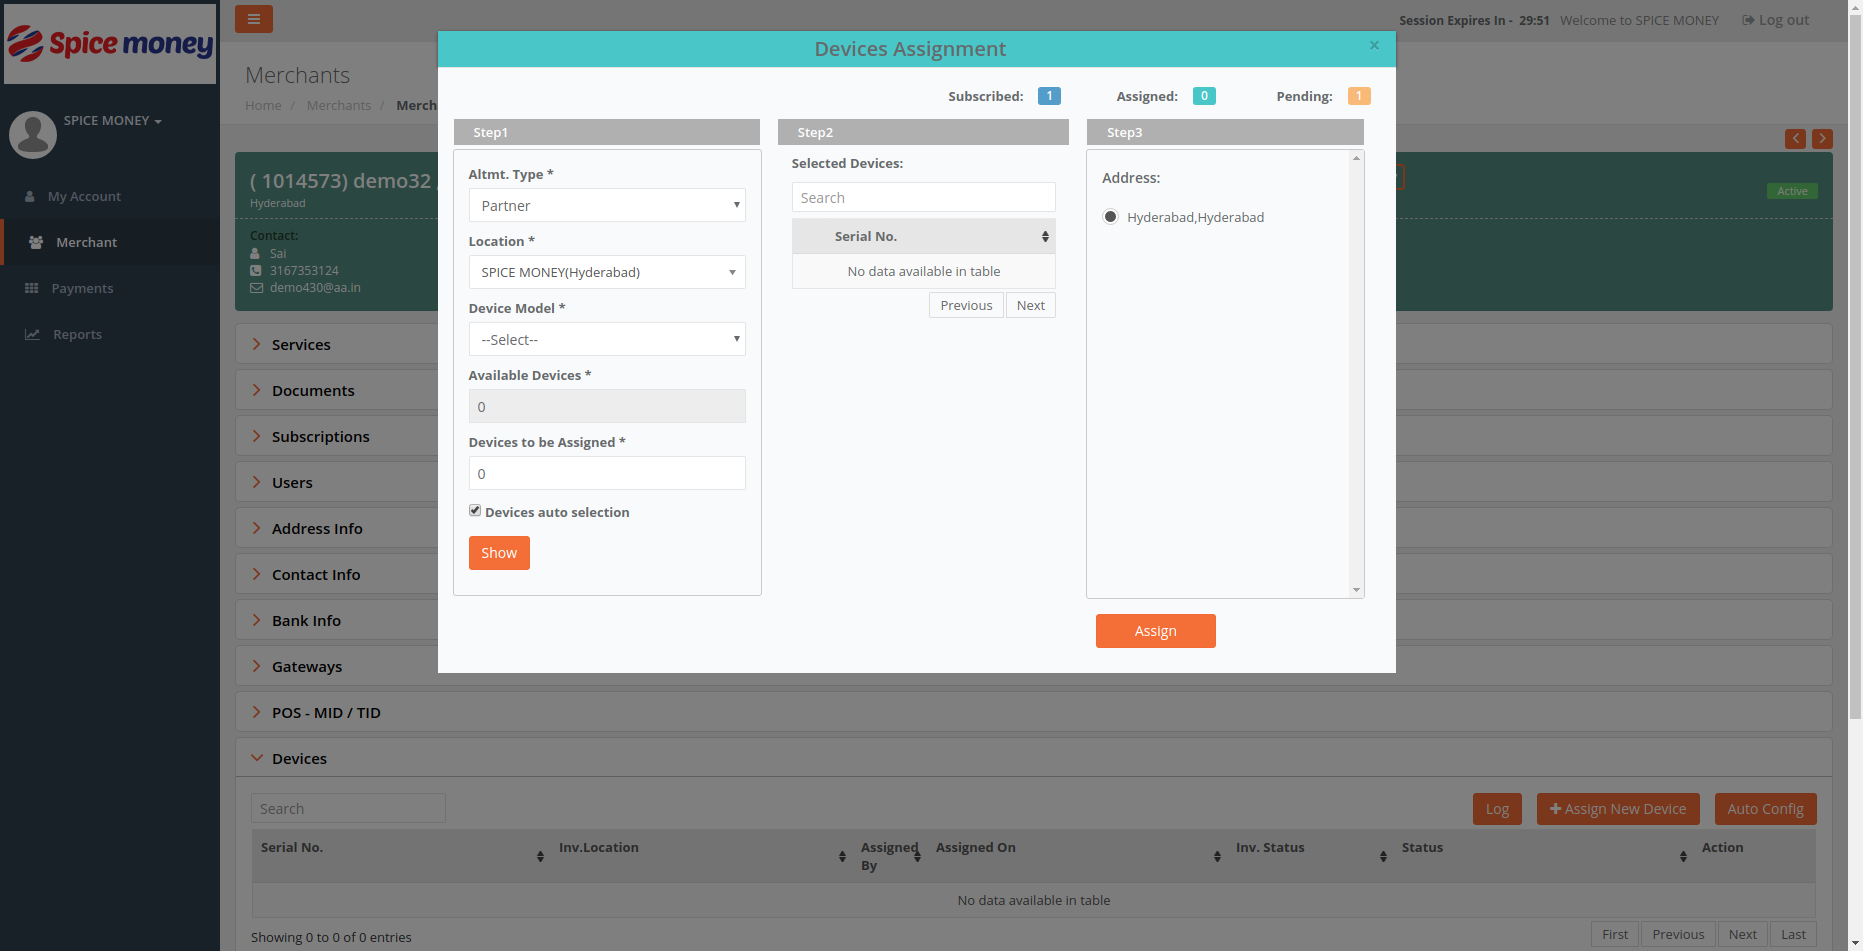 Spice money
Session Expires In - 29:51 Welcome to SPICE MONEY Log out
SPICE MONEY
My Account
Merchant
Payments
Reports
Merchants
Home / Merchants / Merch
( 1014573) demo32
Hyderabad
Active
Contact:
Sai
3167353124
demo430@aa.in
Services
Documents
Subscriptions
Users
Address Info
Contact Info
Bank Info
Gateways
POS - MID / TID
Devices
Devices Assignment ×
Subscribed: 1 Assigned: 0 Pending: 1
Step1
Altmt. Type *
Partner
Location *
SPICE MONEY(Hyderabad)
Device Model *
--Select--
Available Devices *
0
Devices to be Assigned *
0
Devices auto selection
Show
Step2
Selected Devices:
Search
Serial No.
No data available in table
Previous Next
Step3
Address:
Hyderabad,Hyderabad
Assign
Search
Log Assign New Device Auto Config
Serial No. Inv.Location Assigned By Assigned On Inv. Status Status Action
No data available in table
Showing 0 to 0 of 0 entries
First Previous Next Last